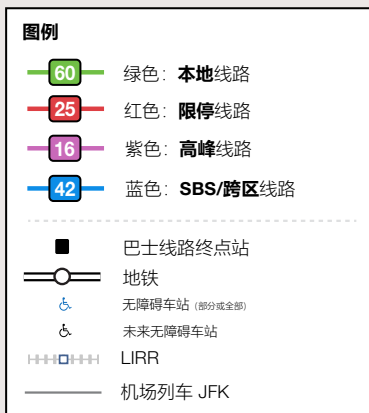 图例
60 绿色：本地线路
25 红色：限停线路
16 紫色：高峰线路
42 蓝色：SBS/跨区线路
巴士线路终点站
地铁
无障碍车站 (部分或全部)
未来无障碍车站
LIRR
机场列车 JFK